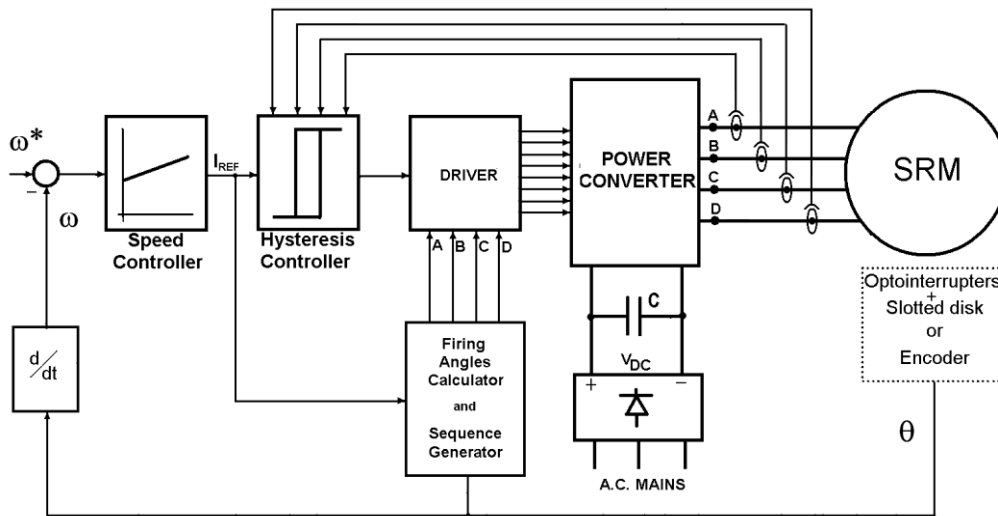 ω*
−
ω
Speed
Controller
I_REF
Hysteresis
Controller
DRIVER
A B C D
POWER
CONVERTER
A
B
C
D
SRM
Optointerrupters
+
Slotted disk
or
Encoder
C
V_DC
+ −
A.C. MAINS
Firing
Angles
Calculator
and
Sequence
Generator
d/dt
θ